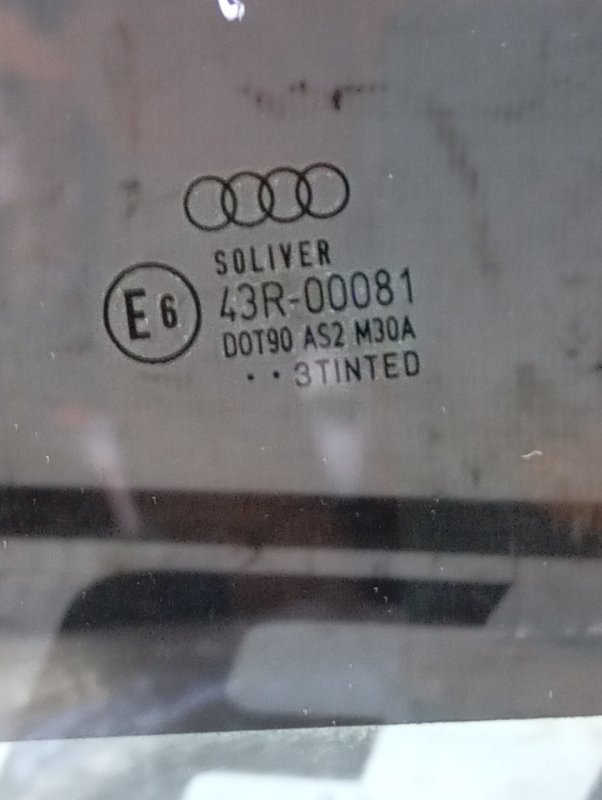 SOLIVER
E6
43R-00081
DOT90 AS2 M30A
··3TINTED